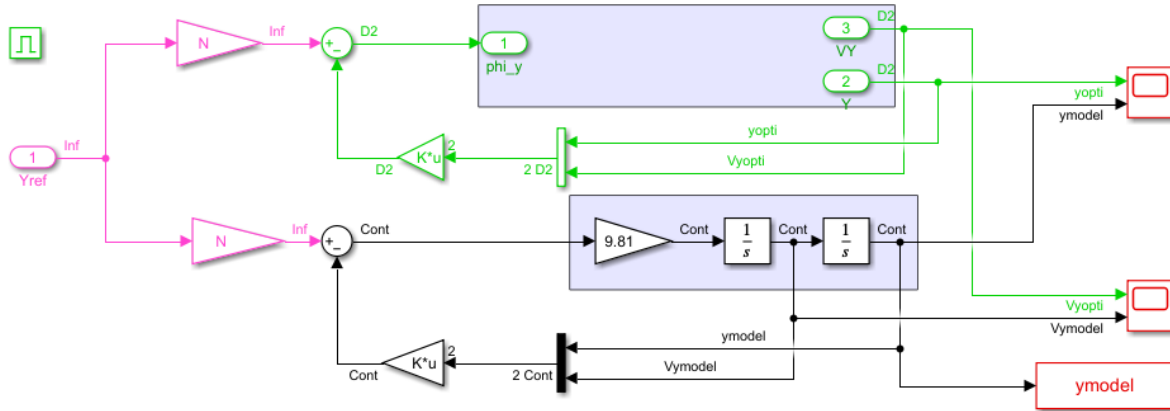 Inf
N
Inf
+
−
D2
1
phi_y
D2
3
VY
D2
2
Y
yopti
ymodel
yopti
Vyopti
2
K*u
D2
2 D2
Inf
1
Yref
N
Inf
+
−
Cont
9.81
Cont
1
s
Cont
1
s
Cont
Vyopti
Vymodel
ymodel
Vymodel
2
K*u
Cont
2 Cont
ymodel